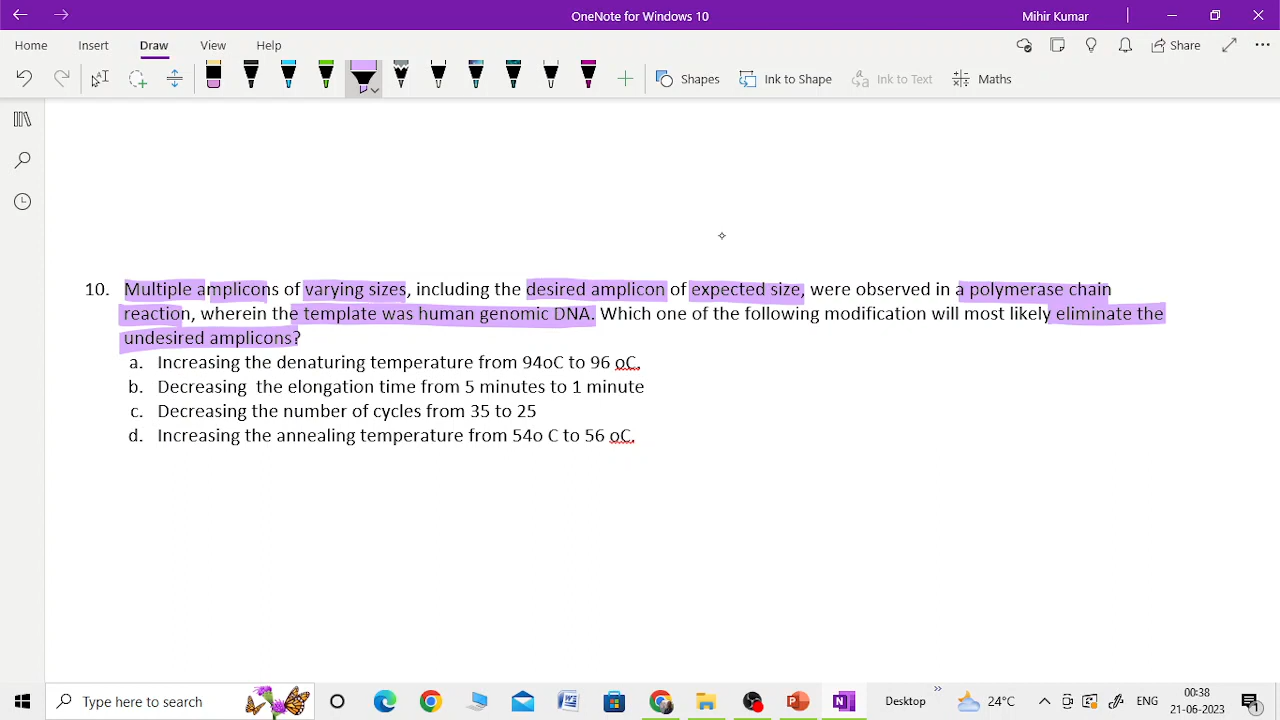 OneNote for Windows 10
Mihir Kumar
Home Insert Draw View Help
Share
Shapes Ink to Shape Ink to Text Maths
10. Multiple amplicons of varying sizes, including the desired amplicon of expected size, were observed in a polymerase chain
reaction, wherein the template was human genomic DNA. Which one of the following modification will most likely eliminate the
undesired amplicons?
a. Increasing the denaturing temperature from 94oC to 96 oC.
b. Decreasing the elongation time from 5 minutes to 1 minute
c. Decreasing the number of cycles from 35 to 25
d. Increasing the annealing temperature from 54o C to 56 oC.
Type here to search
Desktop
24°C
ENG
00:38
21-06-2023